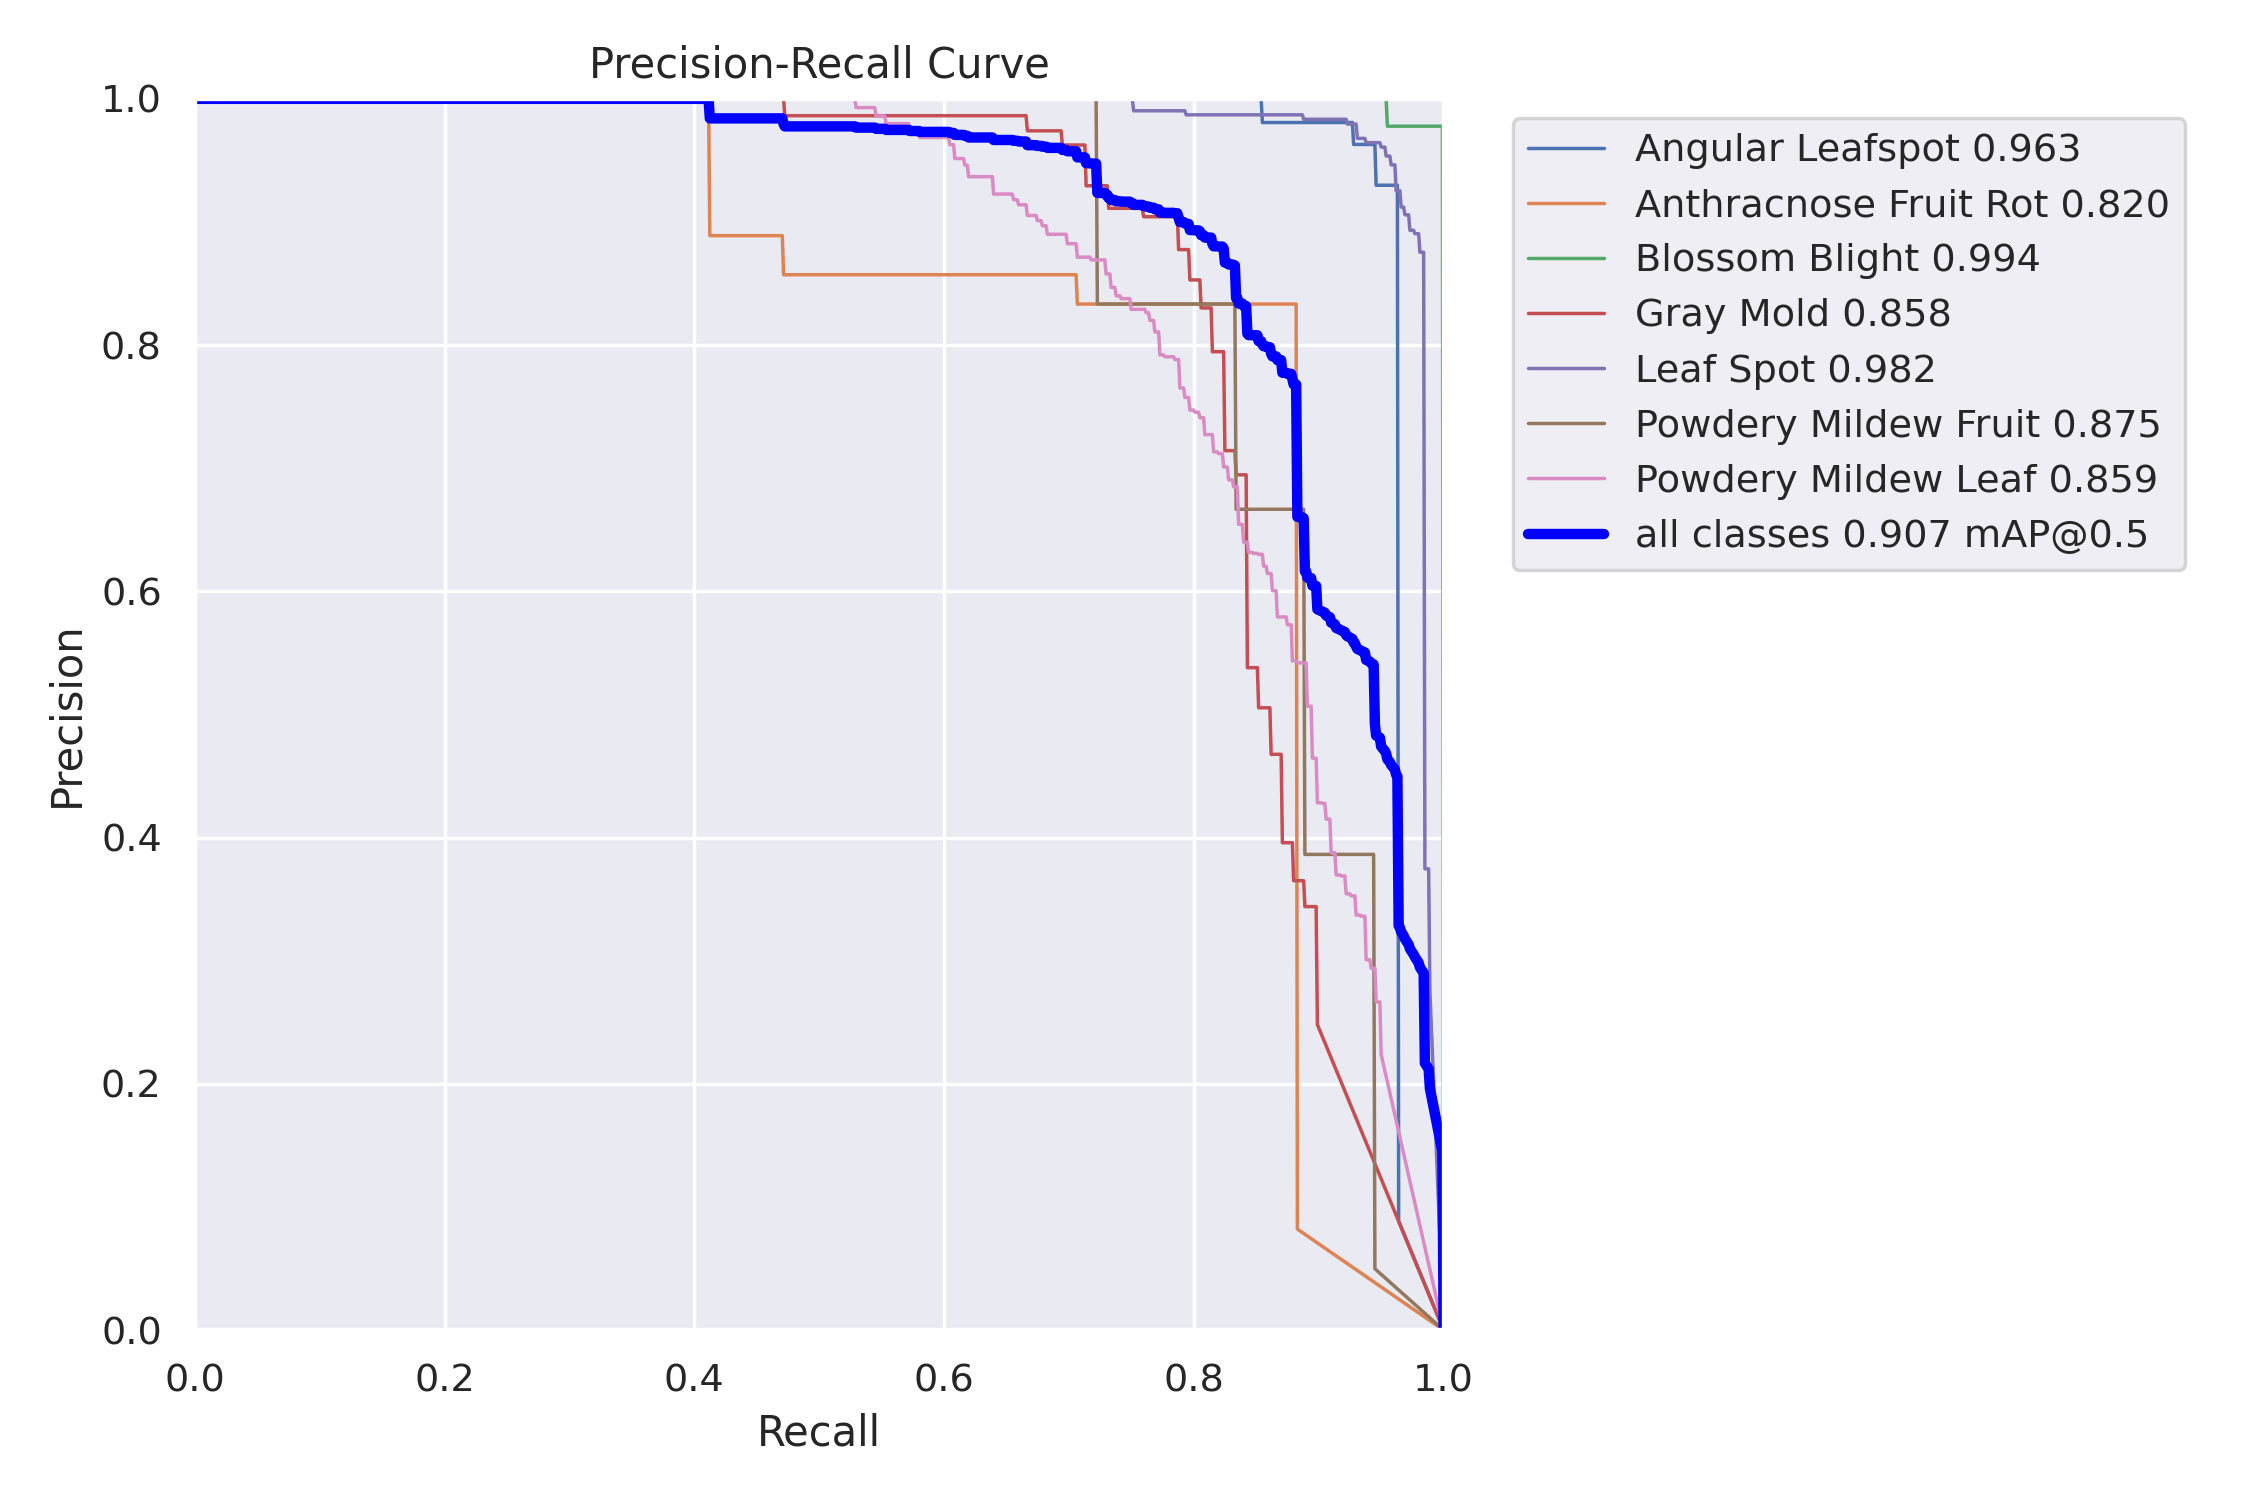 Precision-Recall Curve
1.0
0.8
0.6
0.4
0.2
0.0
Precision
0.0 0.2 0.4 0.6 0.8 1.0
Recall
Angular Leafspot 0.963
Anthracnose Fruit Rot 0.820
Blossom Blight 0.994
Gray Mold 0.858
Leaf Spot 0.982
Powdery Mildew Fruit 0.875
Powdery Mildew Leaf 0.859
all classes 0.907 mAP@0.5